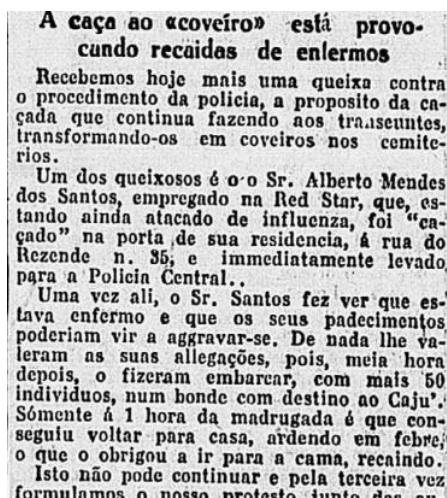 A caça ao «coveiro» está provo-
cundo recaidas de enfermos
Recebemos hoje mais uma queixa contra
o procedimento da policia, a proposito da ca-
çada que continua fazendo aos transeuntes,
transformando-os em coveiros nos cemite-
rios.
Um dos queixosos é o o Sr. Alberto Mendes
dos Santos, empregado na Red Star, que, es-
tando ainda atacado de influenza, foi "ca-
çado" na porta de sua residencia, á rua do
Rezende n. 35, e immediatamente levado
para a Policia Central..
Uma vez ali, o Sr. Santos fez ver que es-
tava enfermo e que os seus padecimentos
poderiam vir a aggravar-se. De nada lhe va-
leram as suas allegações, pois, meia hora
depois, o fizeram embarcar, com mais 50
individuos, num bonde com destino ao Caju'.
Sómente á 1 hora da madrugada é que con-
seguiu voltar para casa, ardendo em febre,
o que o obrigou a ir para a cama, recaindo.
Isto não pode continuar e pela terceira vez
formulamos o nosso protesto